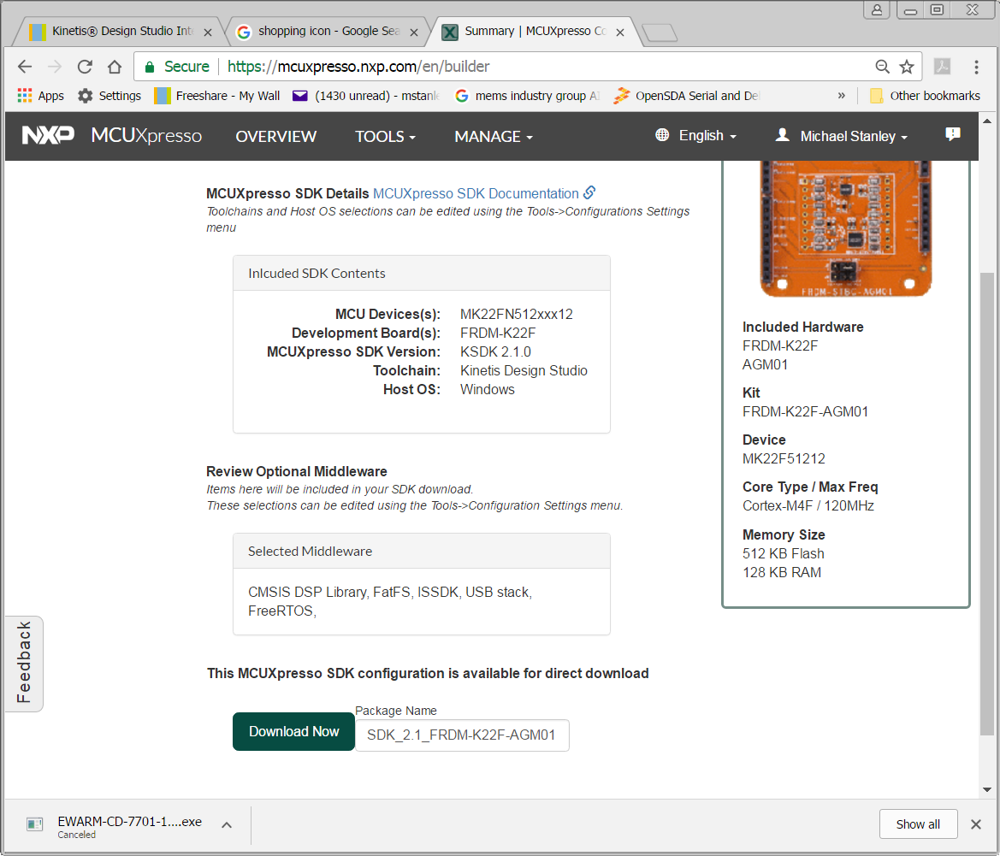 Kinetis® Design Studio Int
shopping icon - Google Sea
Summary | MCUXpresso Co
Secure
https://mcuxpresso.nxp.com/en/builder
Apps
Settings
Freeshare - My Wall
(1430 unread) - mstanle
mems industry group A
OpenSDA Serial and De
»
Other bookmarks
NXP MCUXpresso
OVERVIEW
TOOLS
MANAGE
English
Michael Stanley
MCUXpresso SDK Details MCUXpresso SDK Documentation
Toolchains and Host OS selections can be edited using the Tools->Configurations Settings
menu
Inlcuded SDK Contents
MCU Devices(s): MK22FN512xxx12
Development Board(s): FRDM-K22F
MCUXpresso SDK Version: KSDK 2.1.0
Toolchain: Kinetis Design Studio
Host OS: Windows
Review Optional Middleware
Items here will be included in your SDK download.
These selections can be edited using the Tools->Configuration Settings menu.
Selected Middleware
CMSIS DSP Library, FatFS, ISSDK, USB stack,
FreeRTOS,
This MCUXpresso SDK configuration is available for direct download
Download Now
Package Name
SDK_2.1_FRDM-K22F-AGM01
FRDM-STBC-AGM01
Included Hardware
FRDM-K22F
AGM01
Kit
FRDM-K22F-AGM01
Device
MK22F51212
Core Type / Max Freq
Cortex-M4F / 120MHz
Memory Size
512 KB Flash
128 KB RAM
Feedback
EWARM-CD-7701-1....exe
Canceled
Show all